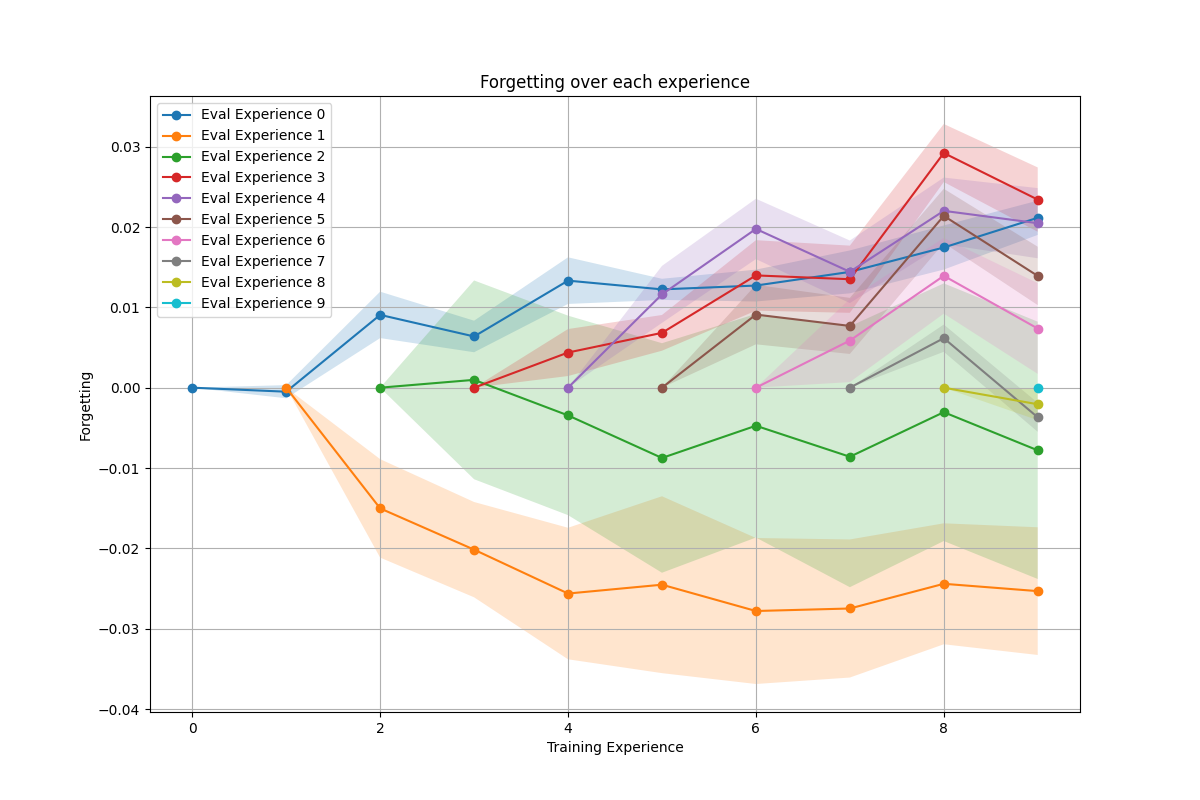 Forgetting over each experience
Eval Experience 0
Eval Experience 1
Eval Experience 2
Eval Experience 3
Eval Experience 4
Eval Experience 5
Eval Experience 6
Eval Experience 7
Eval Experience 8
Eval Experience 9
Forgetting
0.03
0.02
0.01
0.00
−0.01
−0.02
−0.03
−0.04
0 2 4 6 8
Training Experience